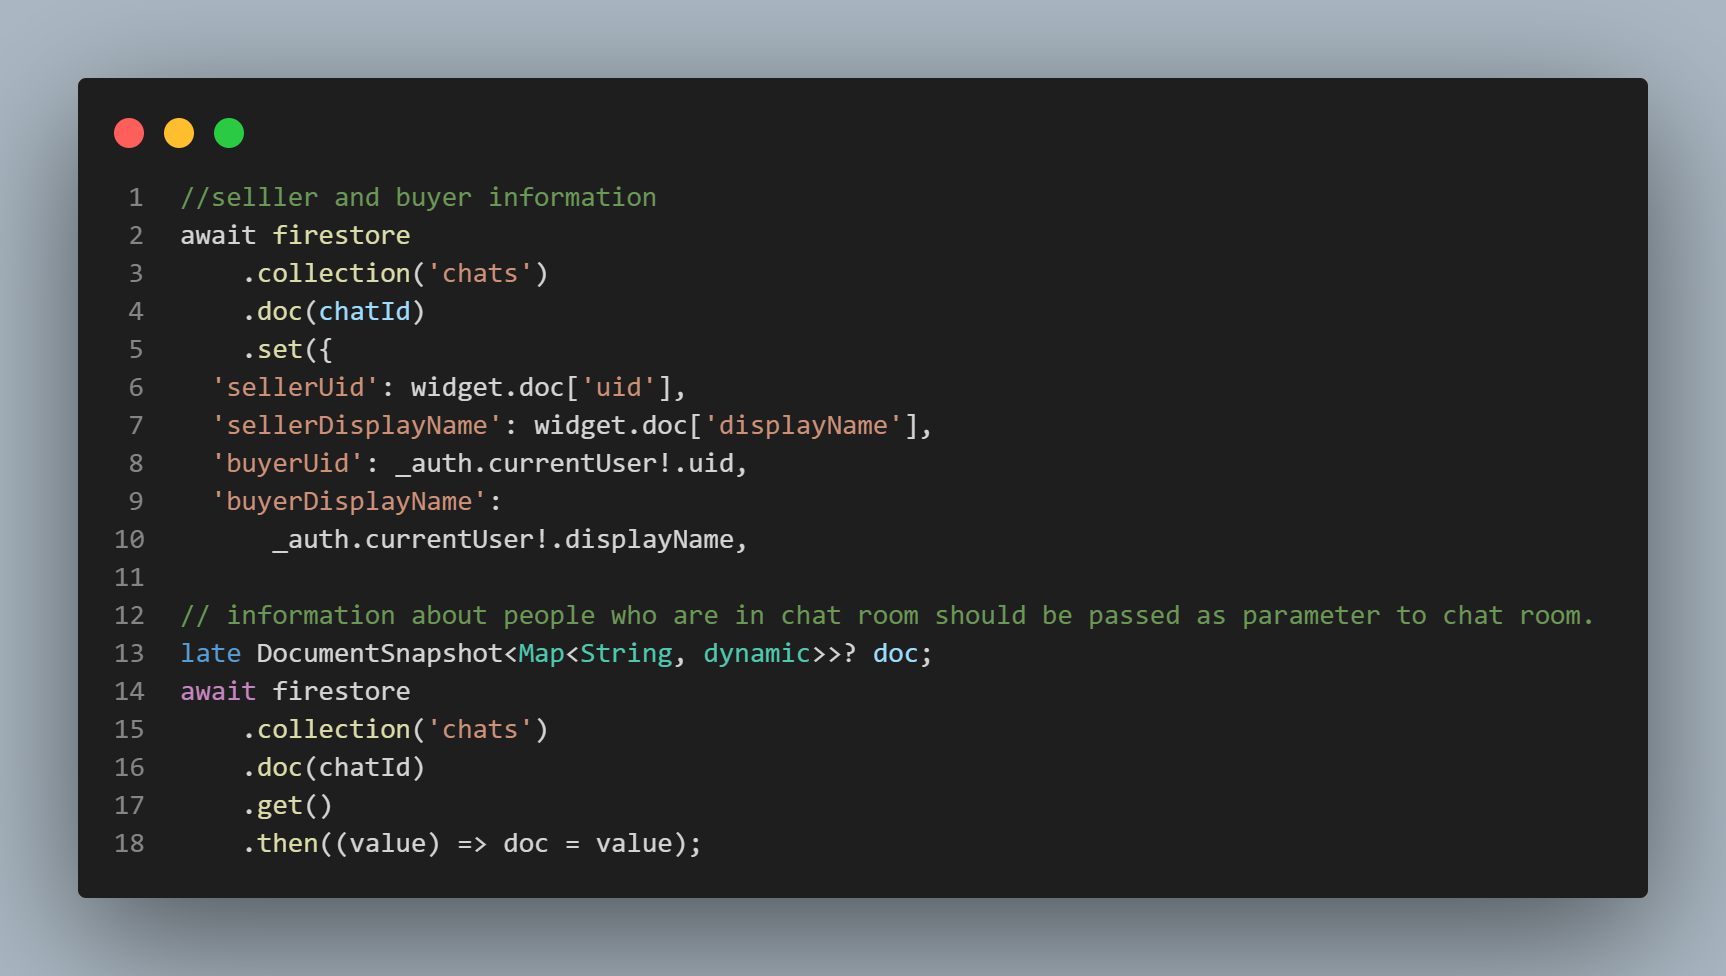 1 //selller and buyer information
2 await firestore
3     .collection('chats')
4     .doc(chatId)
5     .set({
6   'sellerUid': widget.doc['uid'],
7   'sellerDisplayName': widget.doc['displayName'],
8   'buyerUid': _auth.currentUser!.uid,
9   'buyerDisplayName':
10       _auth.currentUser!.displayName,
11
12 // information about people who are in chat room should be passed as parameter to chat room.
13 late DocumentSnapshot<Map<String, dynamic>>? doc;
14 await firestore
15     .collection('chats')
16     .doc(chatId)
17     .get()
18     .then((value) => doc = value);